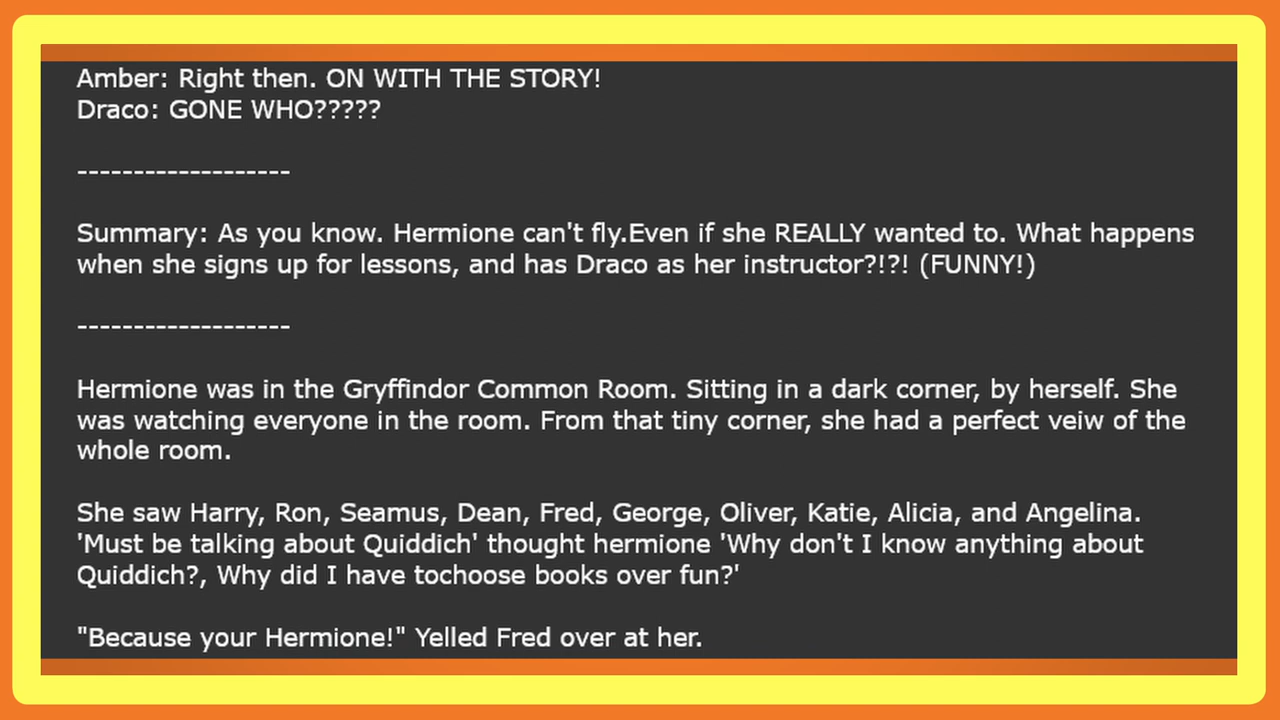 Amber: Right then. ON WITH THE STORY!
Draco: GONE WHO?????
-------------------
Summary: As you know. Hermione can't fly.Even if she REALLY wanted to. What happens
when she signs up for lessons, and has Draco as her instructor?!?! (FUNNY!)
-------------------
Hermione was in the Gryffindor Common Room. Sitting in a dark corner, by herself. She
was watching everyone in the room. From that tiny corner, she had a perfect veiw of the
whole room.
She saw Harry, Ron, Seamus, Dean, Fred, George, Oliver, Katie, Alicia, and Angelina.
'Must be talking about Quiddich' thought hermione 'Why don't I know anything about
Quiddich?, Why did I have tochoose books over fun?'
"Because your Hermione!" Yelled Fred over at her.